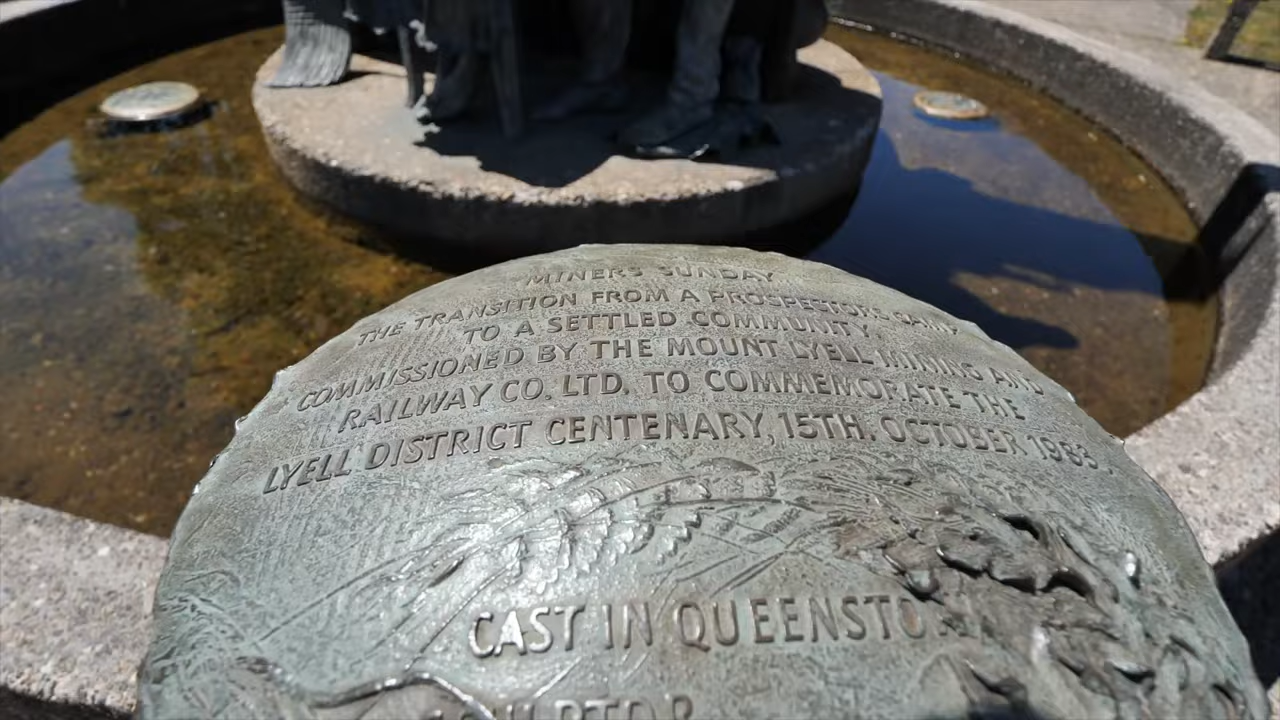 MINERS SUNDAY
THE TRANSITION FROM A PROSPECTORS CAMP
TO A SETTLED COMMUNITY
COMMISSIONED BY THE MOUNT LYELL MINING AND
RAILWAY CO. LTD. TO COMMEMORATE THE
LYELL DISTRICT CENTENARY, 15TH. OCTOBER 1983.
CAST IN QUEENSTO
SCULPTOR